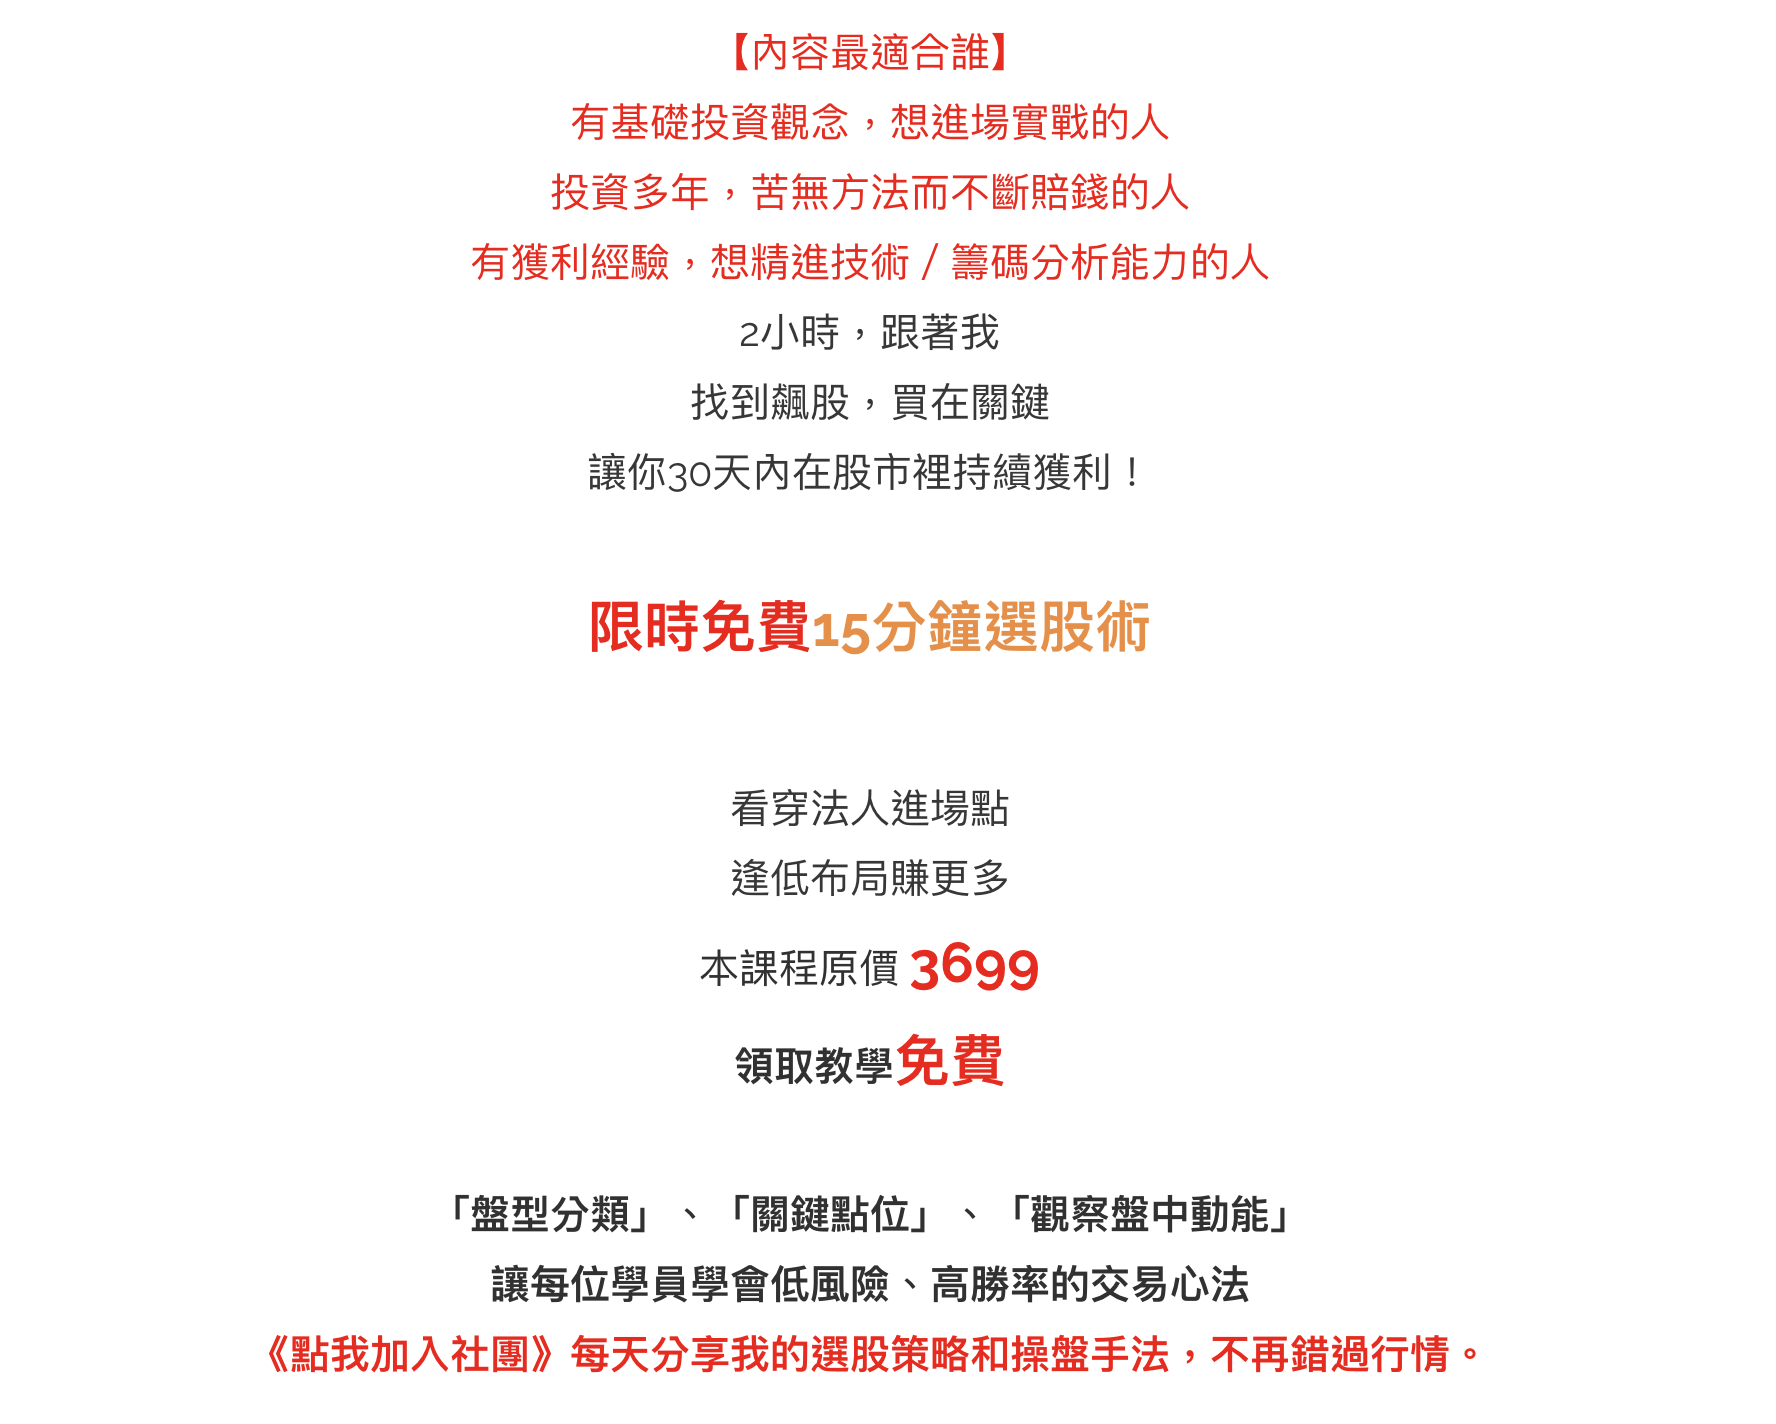 【內容最適合誰】
有基礎投資觀念，想進場實戰的人
投資多年，苦無方法而不斷賠錢的人
有獲利經驗，想精進技術 / 籌碼分析能力的人
2小時，跟著我
找到飆股，買在關鍵
讓你30天內在股市裡持續獲利！
限時免費15分鐘選股術
看穿法人進場點
逢低布局賺更多
本課程原價 3699
領取教學免費
「盤型分類」、「關鍵點位」、「觀察盤中動能」
讓每位學員學會低風險、高勝率的交易心法
《點我加入社團》每天分享我的選股策略和操盤手法，不再錯過行情。